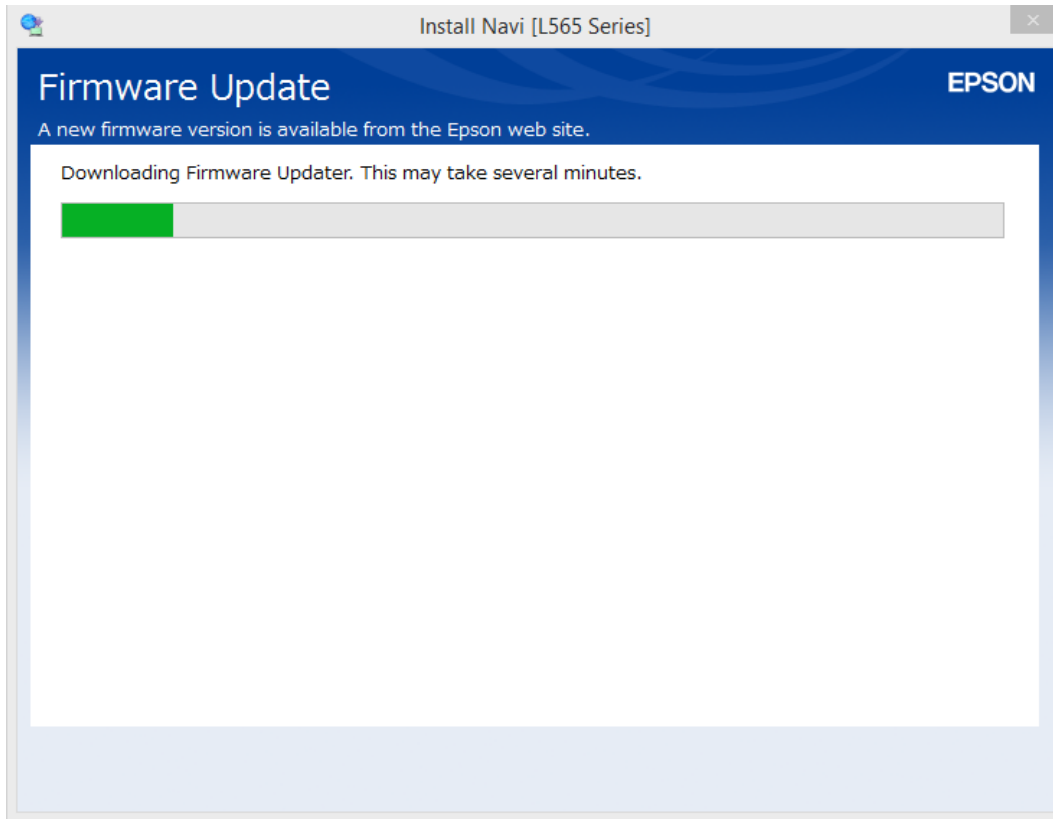 Install Navi [L565 Series]
Firmware Update
EPSON
A new firmware version is available from the Epson web site.
Downloading Firmware Updater. This may take several minutes.